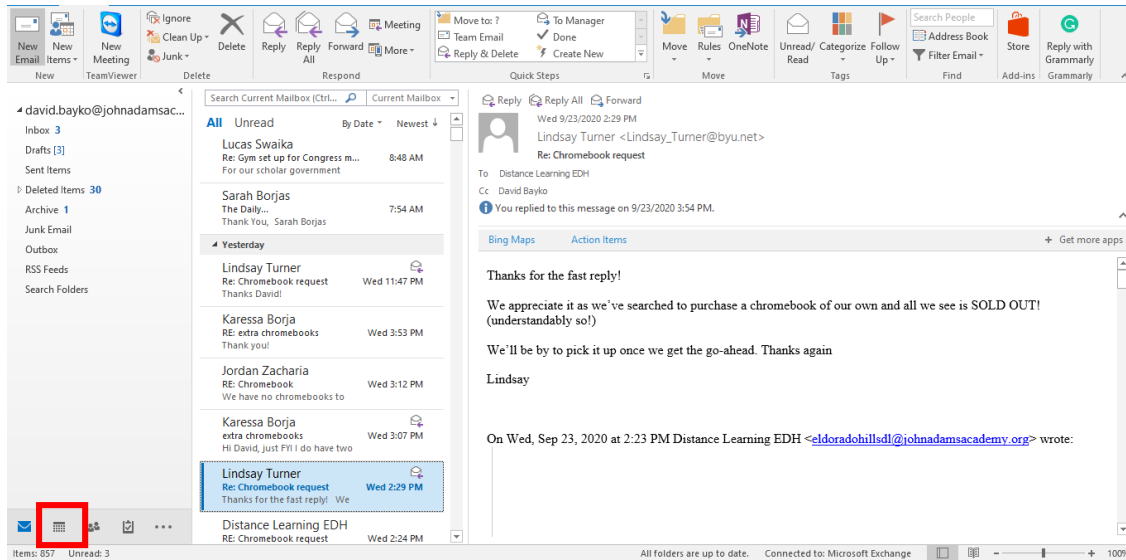 New Email
New Items
New Meeting
Ignore
Clean Up
Junk
Delete
Reply
Reply All
Forward
Meeting
More
Move to: ?
Team Email
Reply & Delete
To Manager
Done
Create New
Move
Rules
OneNote
Unread/ Read
Categorize
Follow Up
Search People
Address Book
Filter Email
Store
Reply with Grammarly
New
TeamViewer
Delete
Respond
Quick Steps
Move
Tags
Find
Add-ins
Grammarly
david.bayko@johnadamsac...
Inbox 3
Drafts [3]
Sent Items
Deleted Items 30
Archive 1
Junk Email
Outbox
RSS Feeds
Search Folders
Search Current Mailbox (Ctrl... Current Mailbox
All Unread By Date Newest ↓
Lucas Swaika
Re: Gym set up for Congress m... 8:48 AM
For our scholar government
Sarah Borjas
The Daily... 7:54 AM
Thank You, Sarah Borjas
Yesterday
Lindsay Turner
Re: Chromebook request Wed 11:47 PM
Thanks David!
Karessa Borja
RE: extra chromebooks Wed 3:53 PM
Thank you!
Jordan Zacharia
RE: Chromebook Wed 3:12 PM
We have no chromebooks to
Karessa Borja
extra chromebooks Wed 3:07 PM
Hi David, just FYI I do have two
Lindsay Turner
Re: Chromebook request Wed 2:29 PM
Thanks for the fast reply! We
Distance Learning EDH
RE: Chromebook request Wed 2:24 PM
Reply Reply All Forward
Wed 9/23/2020 2:29 PM
Lindsay Turner <Lindsay_Turner@byu.net>
Re: Chromebook request
To Distance Learning EDH
Cc David Bayko
You replied to this message on 9/23/2020 3:54 PM.
Bing Maps Action Items + Get more apps
Thanks for the fast reply!
We appreciate it as we've searched to purchase a chromebook of our own and all we see is SOLD OUT!
(understandably so!)
We'll be by to pick it up once we get the go-ahead. Thanks again
Lindsay
On Wed, Sep 23, 2020 at 2:23 PM Distance Learning EDH <eldoradohillsdl@johnadamsacademy.org> wrote:
Items: 857 Unread: 3 All folders are up to date. Connected to: Microsoft Exchange 100%